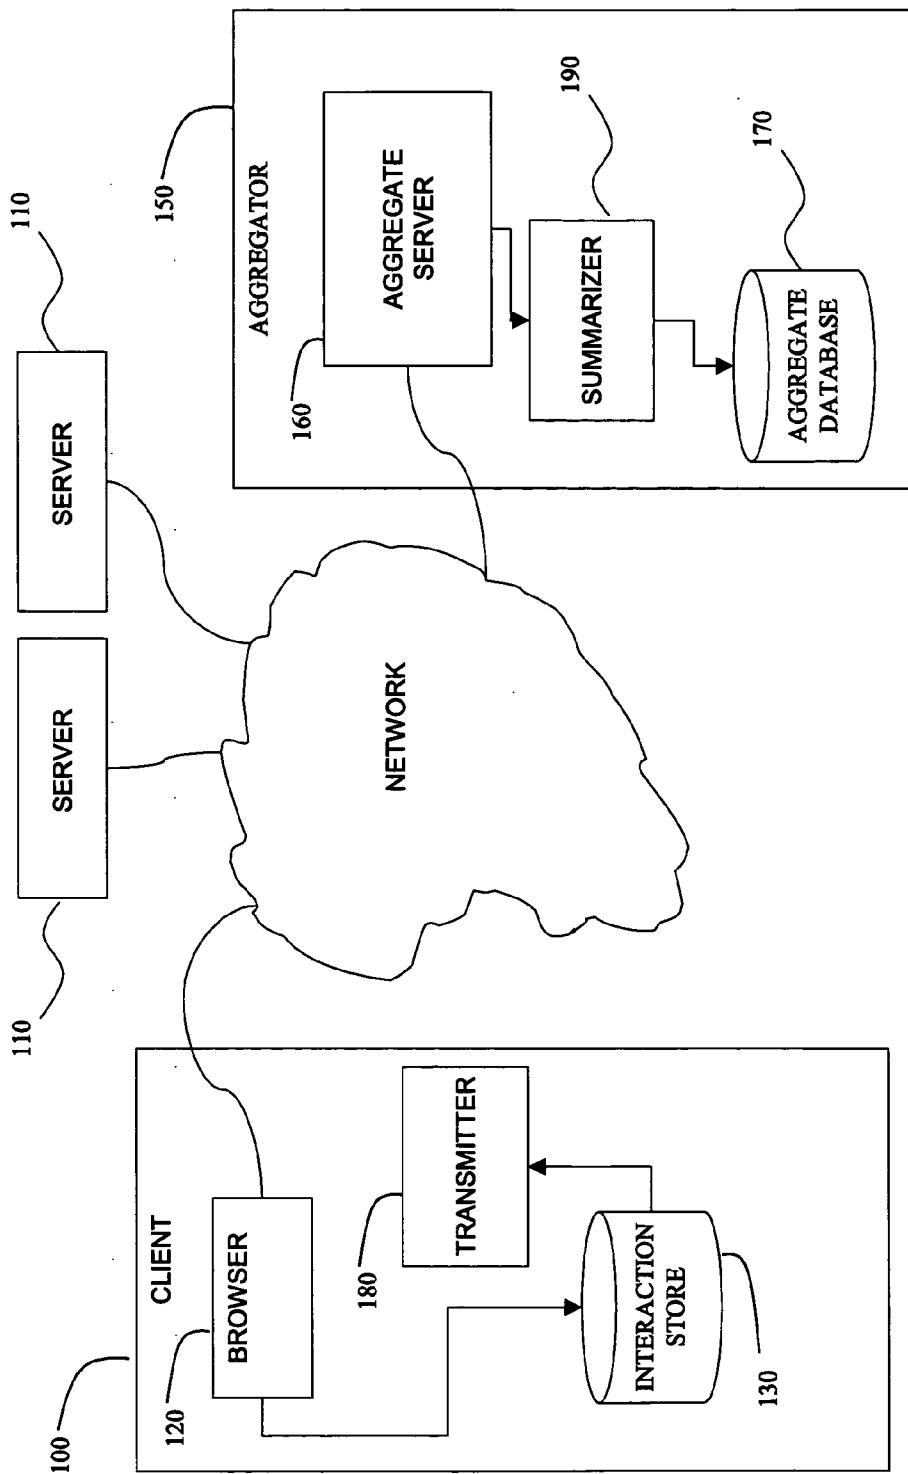 110
SERVER
SERVER
110
100
CLIENT
120
BROWSER
180
TRANSMITTER
INTERACTION
STORE
130
NETWORK
150
AGGREGATOR
160
AGGREGATE
SERVER
190
SUMMARIZER
170
AGGREGATE
DATABASE